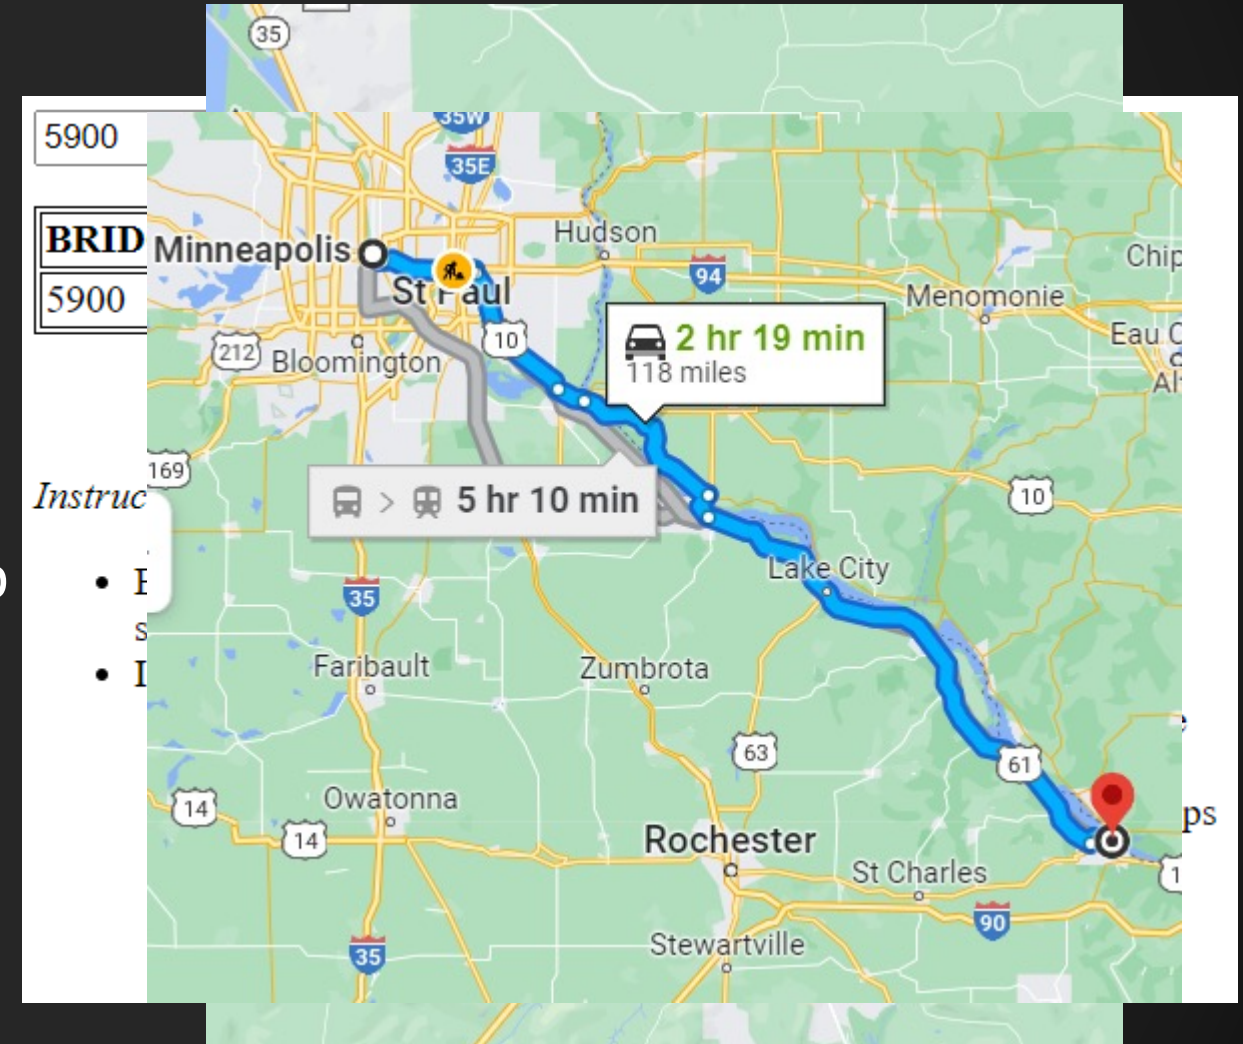 35
5900
35W
35E
BRID
Minneapolis
Hudson
94
Chip
5900
St Paul
Menomonie
212
Bloomington
10
2 hr 19 min
118 miles
Eau C
Al
169
Instruc
> 5 hr 10 min
10
35
Lake City
Faribault
Zumbrota
61
63
14
Owatonna
14
Rochester
ps
St Charles
1
90
Stewartville
35